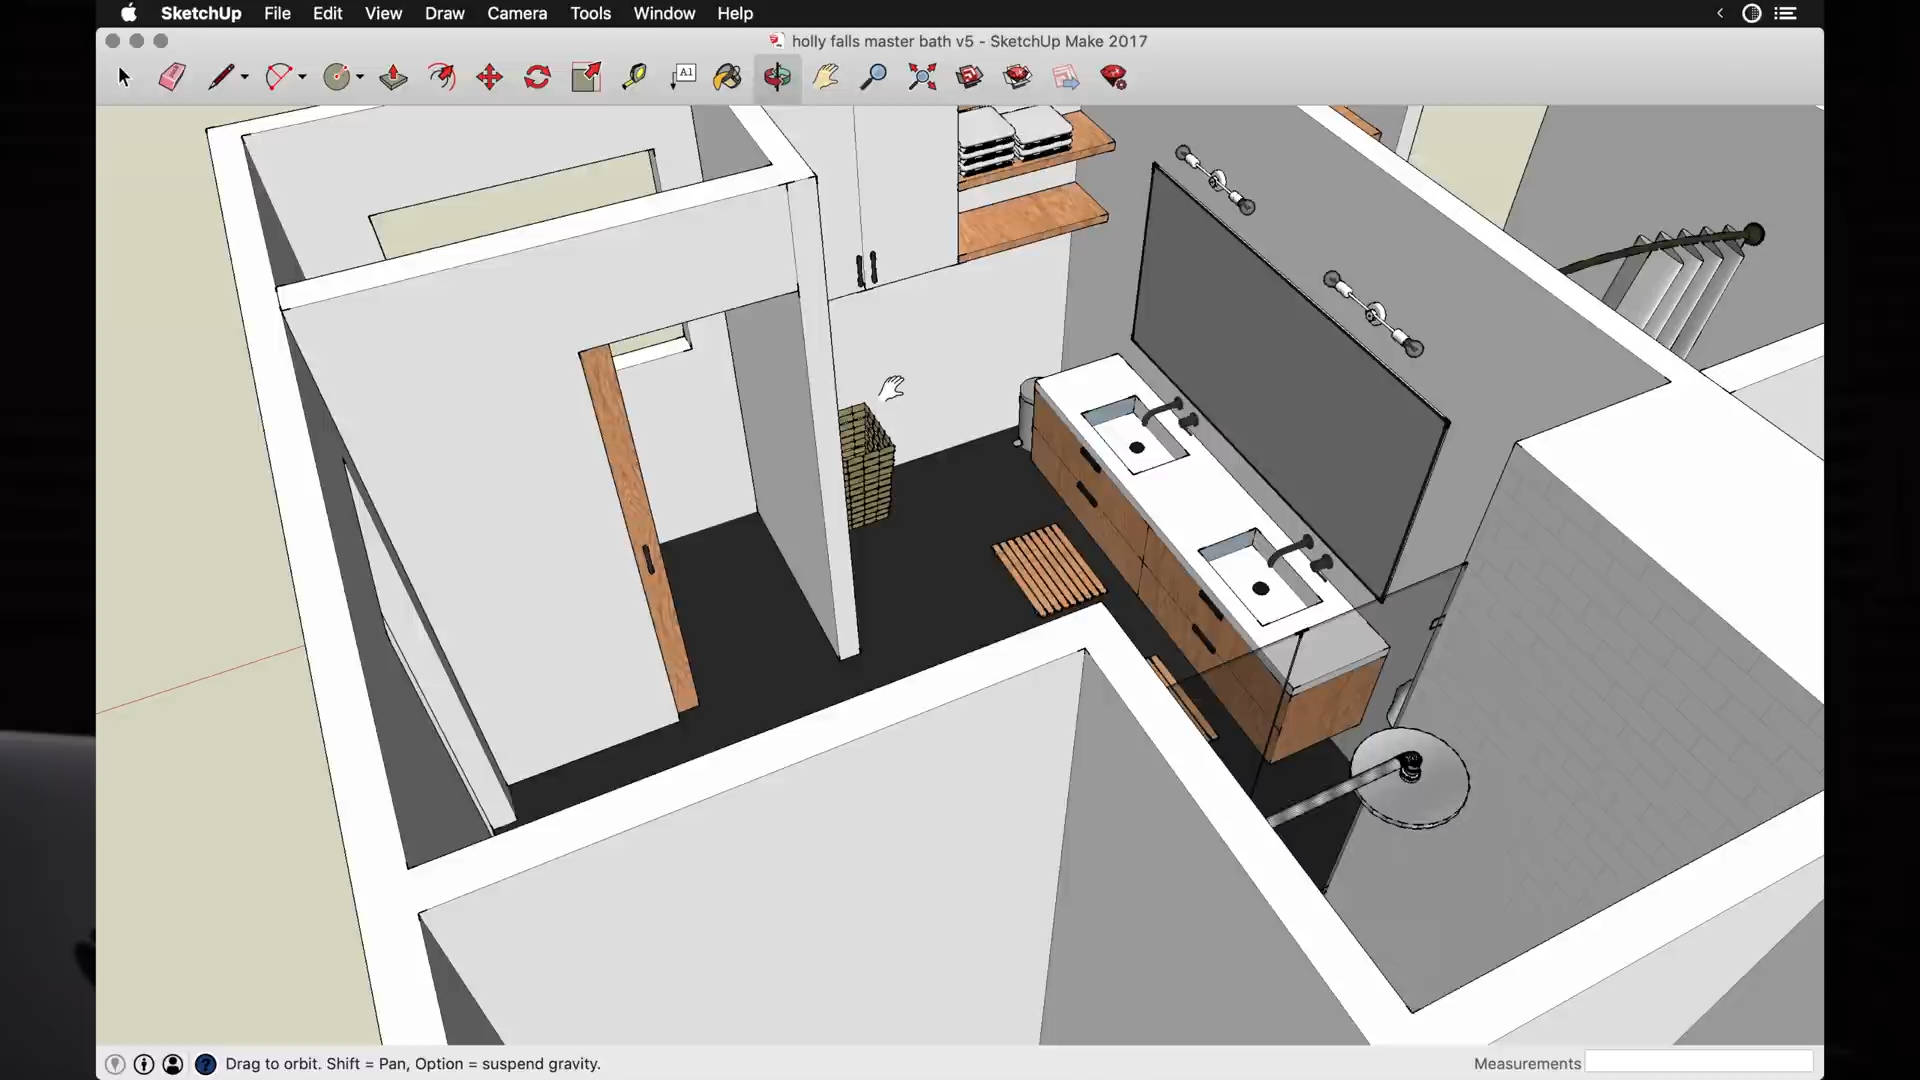 SketchUp File Edit View Draw Camera Tools Window Help
holly falls master bath v5 - SketchUp Make 2017
A1
Drag to orbit. Shift = Pan, Option = suspend gravity.
Measurements